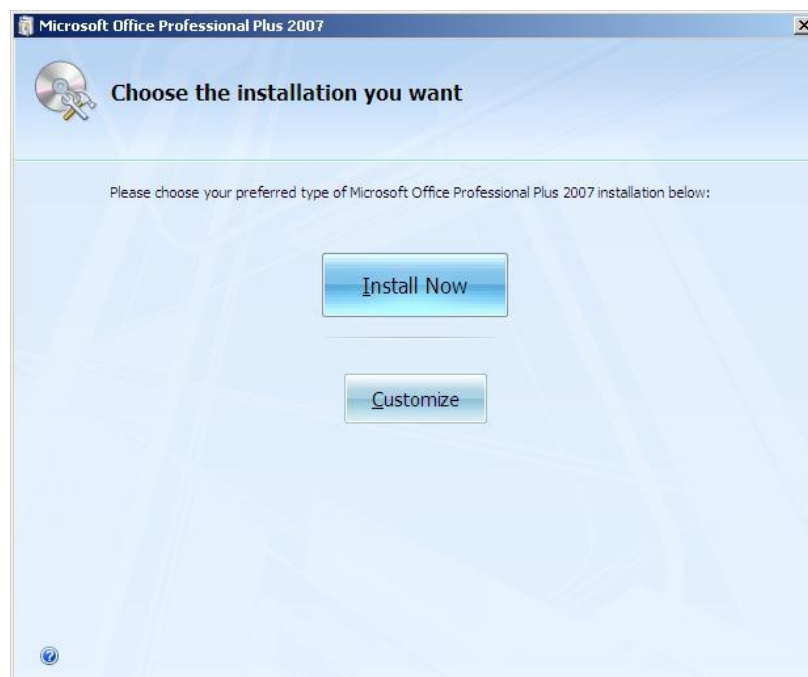 Microsoft Office Professional Plus 2007
Choose the installation you want
Please choose your preferred type of Microsoft Office Professional Plus 2007 installation below:
Install Now
Customize